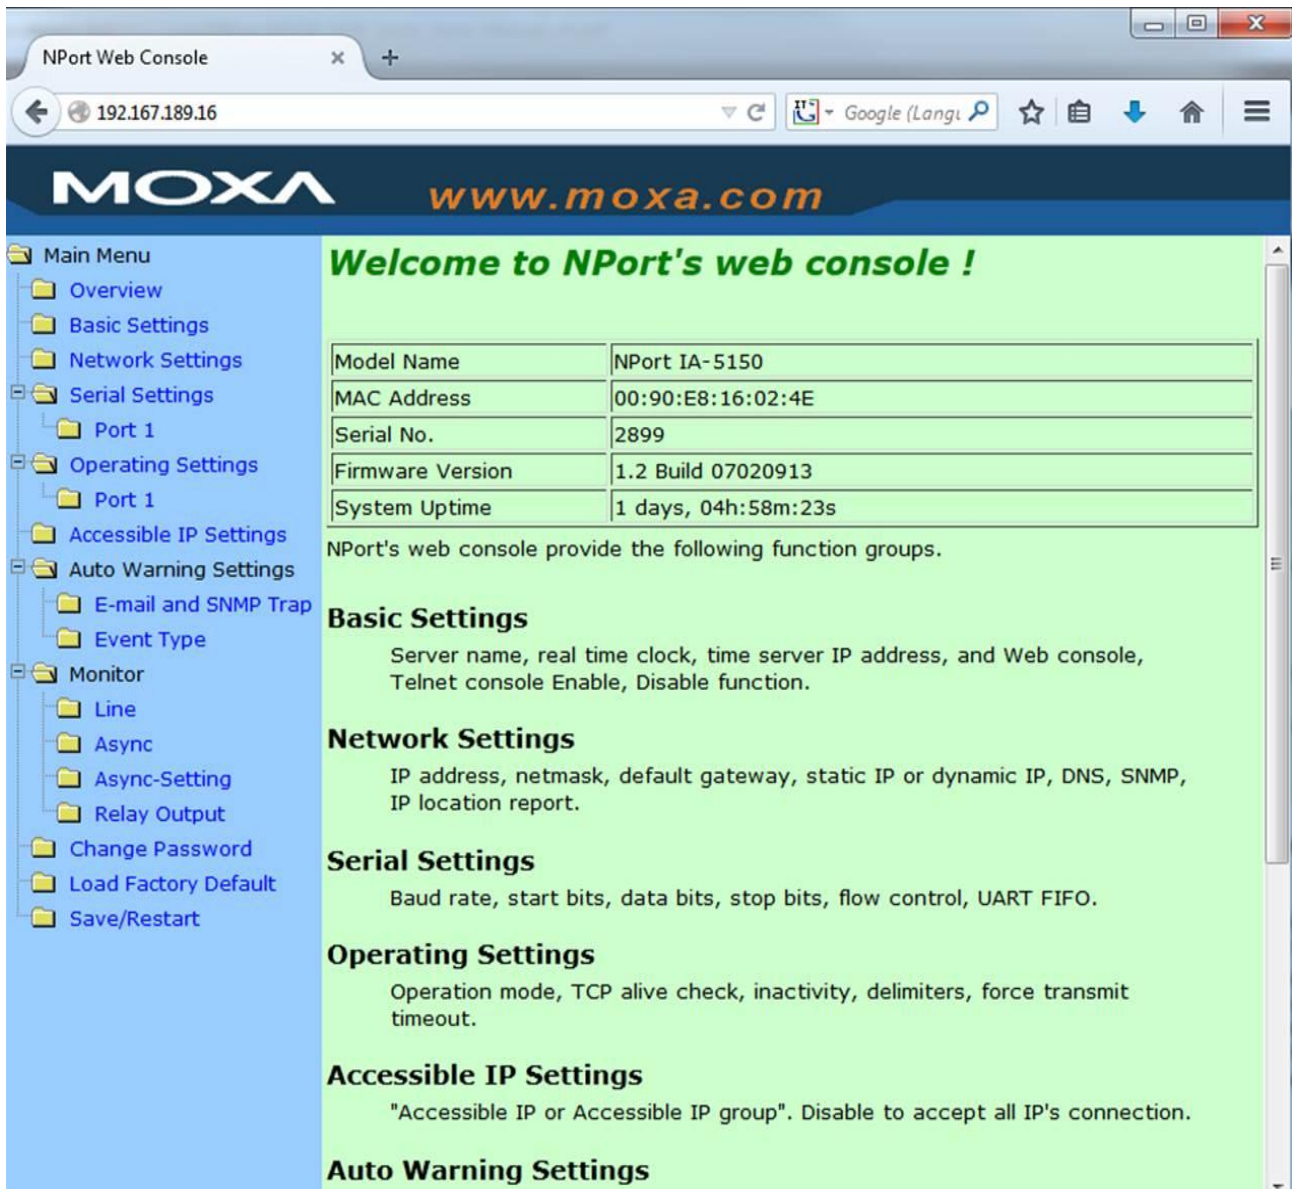 NPort Web Console
192.167.189.16
Google (Langu
MOXA www.moxa.com
Main Menu
Overview
Basic Settings
Network Settings
Serial Settings
Port 1
Operating Settings
Port 1
Accessible IP Settings
Auto Warning Settings
E-mail and SNMP Trap
Event Type
Monitor
Line
Async
Async-Setting
Relay Output
Change Password
Load Factory Default
Save/Restart
Welcome to NPort's web console !
Model Name NPort IA-5150
MAC Address 00:90:E8:16:02:4E
Serial No. 2899
Firmware Version 1.2 Build 07020913
System Uptime 1 days, 04h:58m:23s
NPort's web console provide the following function groups.
Basic Settings
Server name, real time clock, time server IP address, and Web console,
Telnet console Enable, Disable function.
Network Settings
IP address, netmask, default gateway, static IP or dynamic IP, DNS, SNMP,
IP location report.
Serial Settings
Baud rate, start bits, data bits, stop bits, flow control, UART FIFO.
Operating Settings
Operation mode, TCP alive check, inactivity, delimiters, force transmit
timeout.
Accessible IP Settings
"Accessible IP or Accessible IP group". Disable to accept all IP's connection.
Auto Warning Settings